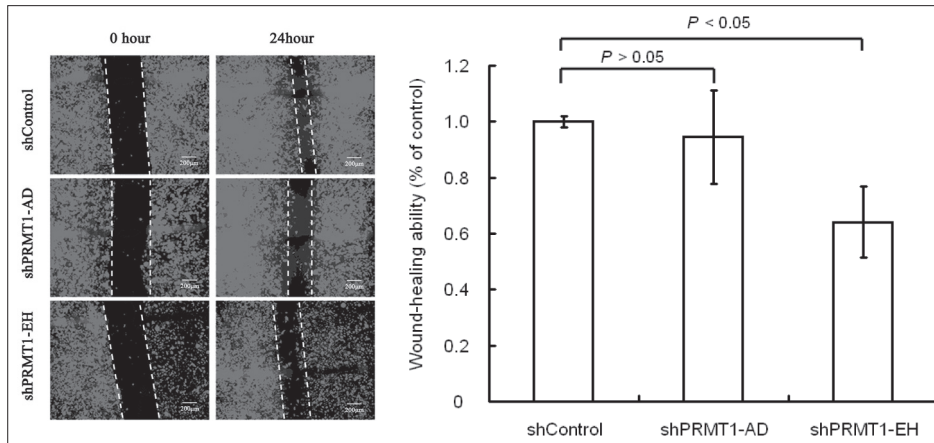 0 hour 24hour
shControl
200μm 200μm
shPRMT1-AD
200μm 200μm
shPRMT1-EH
200μm 200μm
P < 0.05
P > 0.05
Wound-healing ability (% of control)
1.2
1.0
0.8
0.6
0.4
0.2
0
shControl shPRMT1-AD shPRMT1-EH